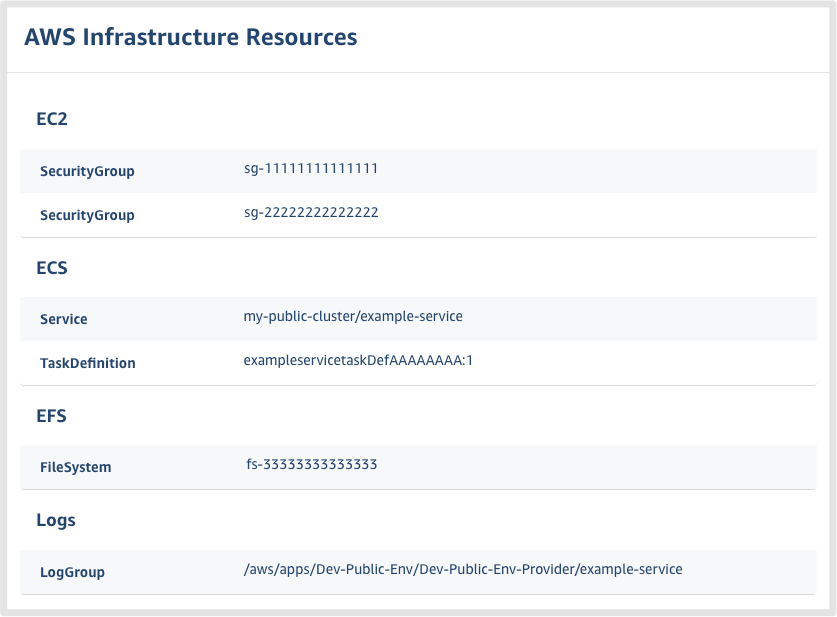 AWS Infrastructure Resources
EC2
SecurityGroup sg-11111111111111
SecurityGroup sg-22222222222222
ECS
Service my-public-cluster/example-service
TaskDefinition exampleservicetaskDefAAAAAAAA:1
EFS
FileSystem fs-33333333333333
Logs
LogGroup /aws/apps/Dev-Public-Env/Dev-Public-Env-Provider/example-service